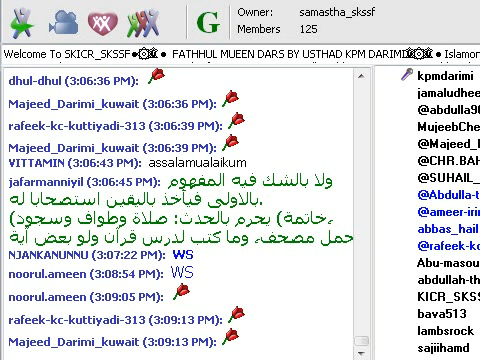 G
Owner: samastha_skssf
Members 125
Welcome To SKICR_SKSSF FATHHUL MUEEN DARS BY USTHAD KPM DARIMI Islamon
dhul-dhul (3:06:36 PM):
Majeed_Darimi_kuwait (3:06:36 PM):
rafeek-kc-kuttiyadi-313 (3:06:39 PM):
Majeed_Darimi_kuwait (3:06:39 PM):
VITTAMIN (3:06:43 PM): assalamualaikum
jafarmanniyil (3:06:45 PM): ولا بالشك فيه المفهوم
بالاولى فيأخذ باليقين استصحابا له.
(خاتمة) يحرم بالحدث: صلاة وطواف وسجود،
حمل مصحف، وما كتب لدرس قرآن ولو بعض آية
NJANKANUNNU (3:07:22 PM): WS
noorul.ameen (3:08:54 PM): WS
noorul.ameen (3:09:05 PM):
rafeek-kc-kuttiyadi-313 (3:09:13 PM):
Majeed_Darimi_kuwait (3:09:13 PM):
kpmdarimi
jamaludhee
@abdulla90
MujeebChe
@Majeed_
@CHR.BAH
@SUHAIL_
@Abdulla-t
@ameer-irin
abbas_hail
@rafeek-ko
Abu-masou
abdullah-th
KICR_SKSS
bava513
lambsrock
sajiihamd